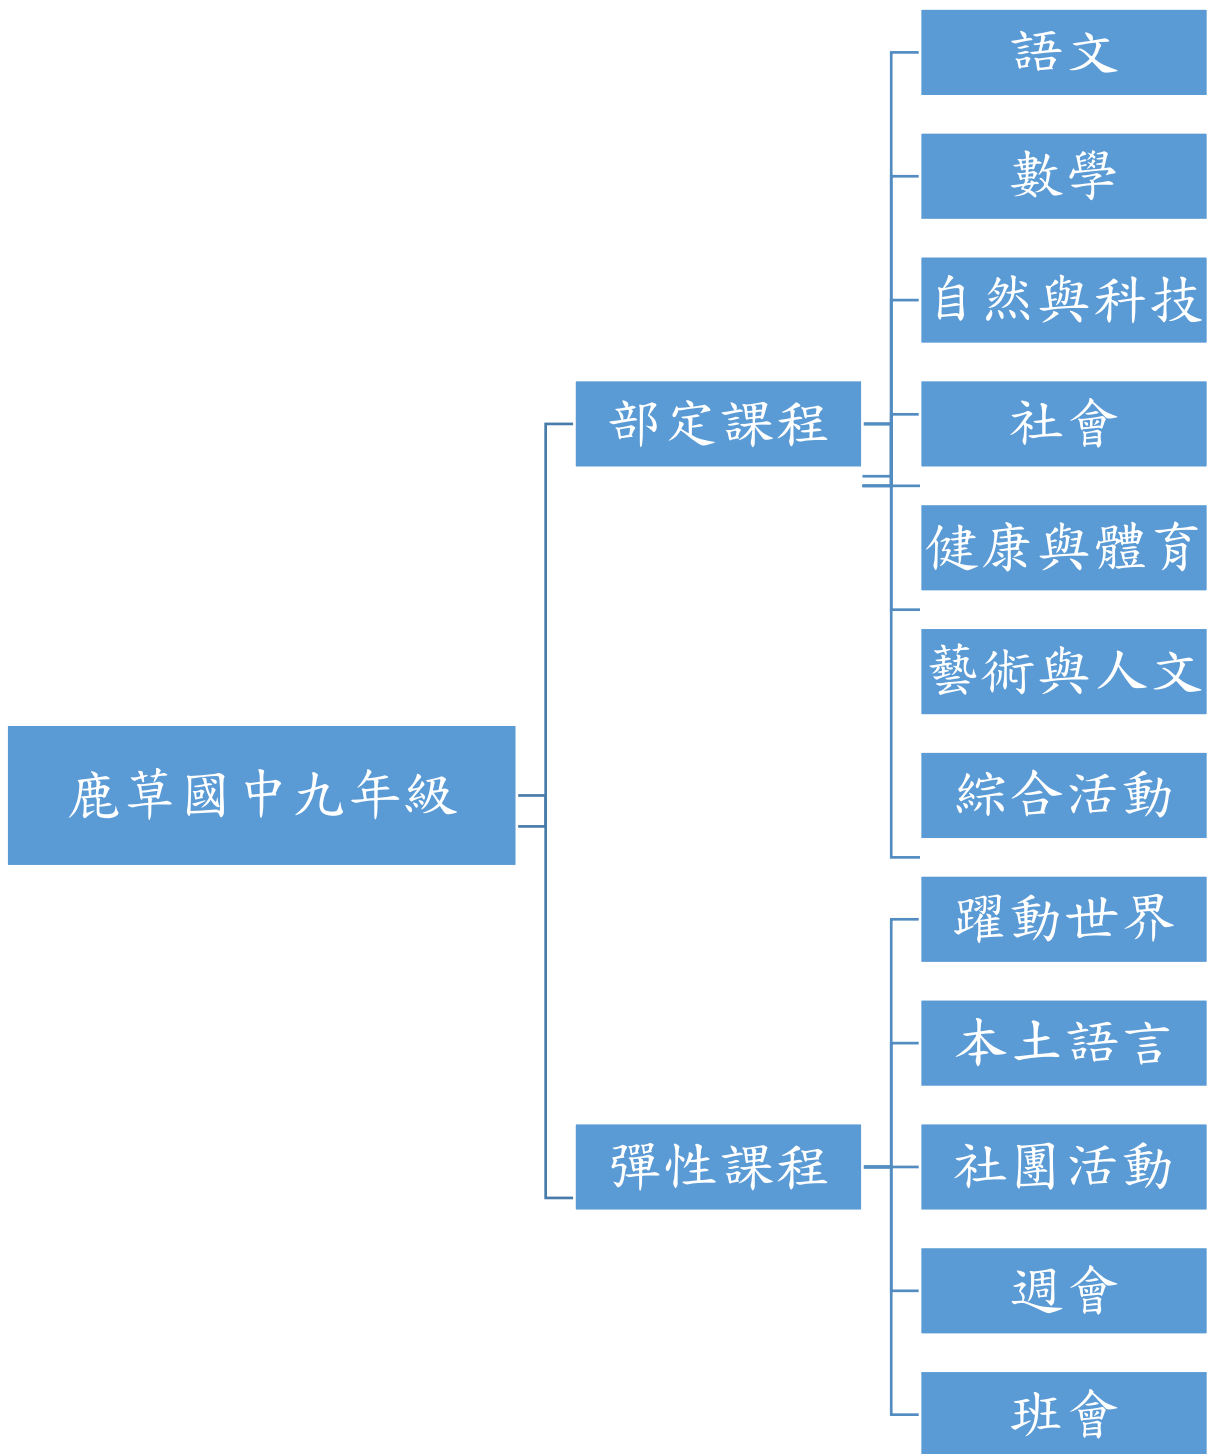 鹿草國中九年級
部定課程
語文
數學
自然與科技
社會
健康與體育
藝術與人文
綜合活動
彈性課程
躍動世界
本土語言
社團活動
週會
班會